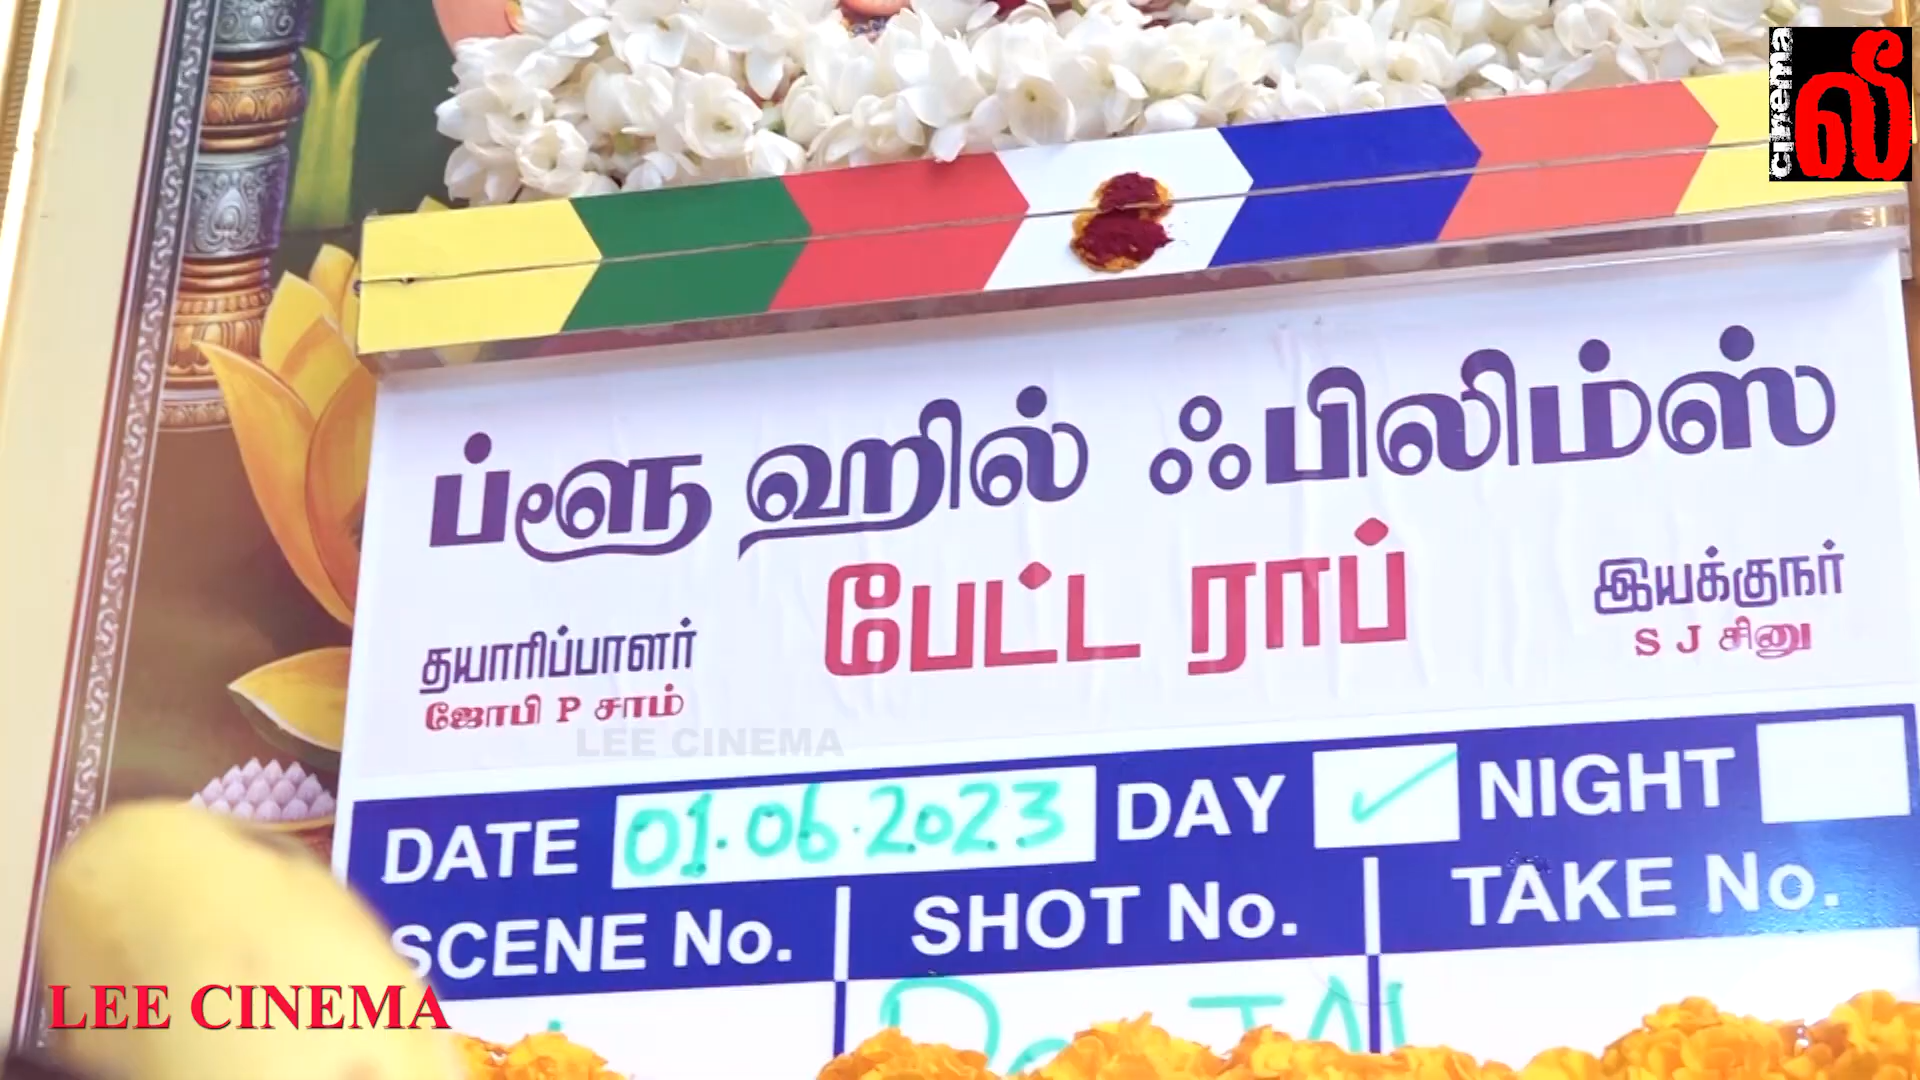 cinema
லீ
ப்ளூ ஹில் ஃபிலிம்ஸ்
பேட்ட ராப்
தயாரிப்பாளர்
ஜோபி P சாம்
இயக்குநர்
S J சினு
LEE CINEMA
DATE 01.06.2023 DAY ✓ NIGHT
SCENE No. SHOT No. TAKE No.
LEE CINEMA